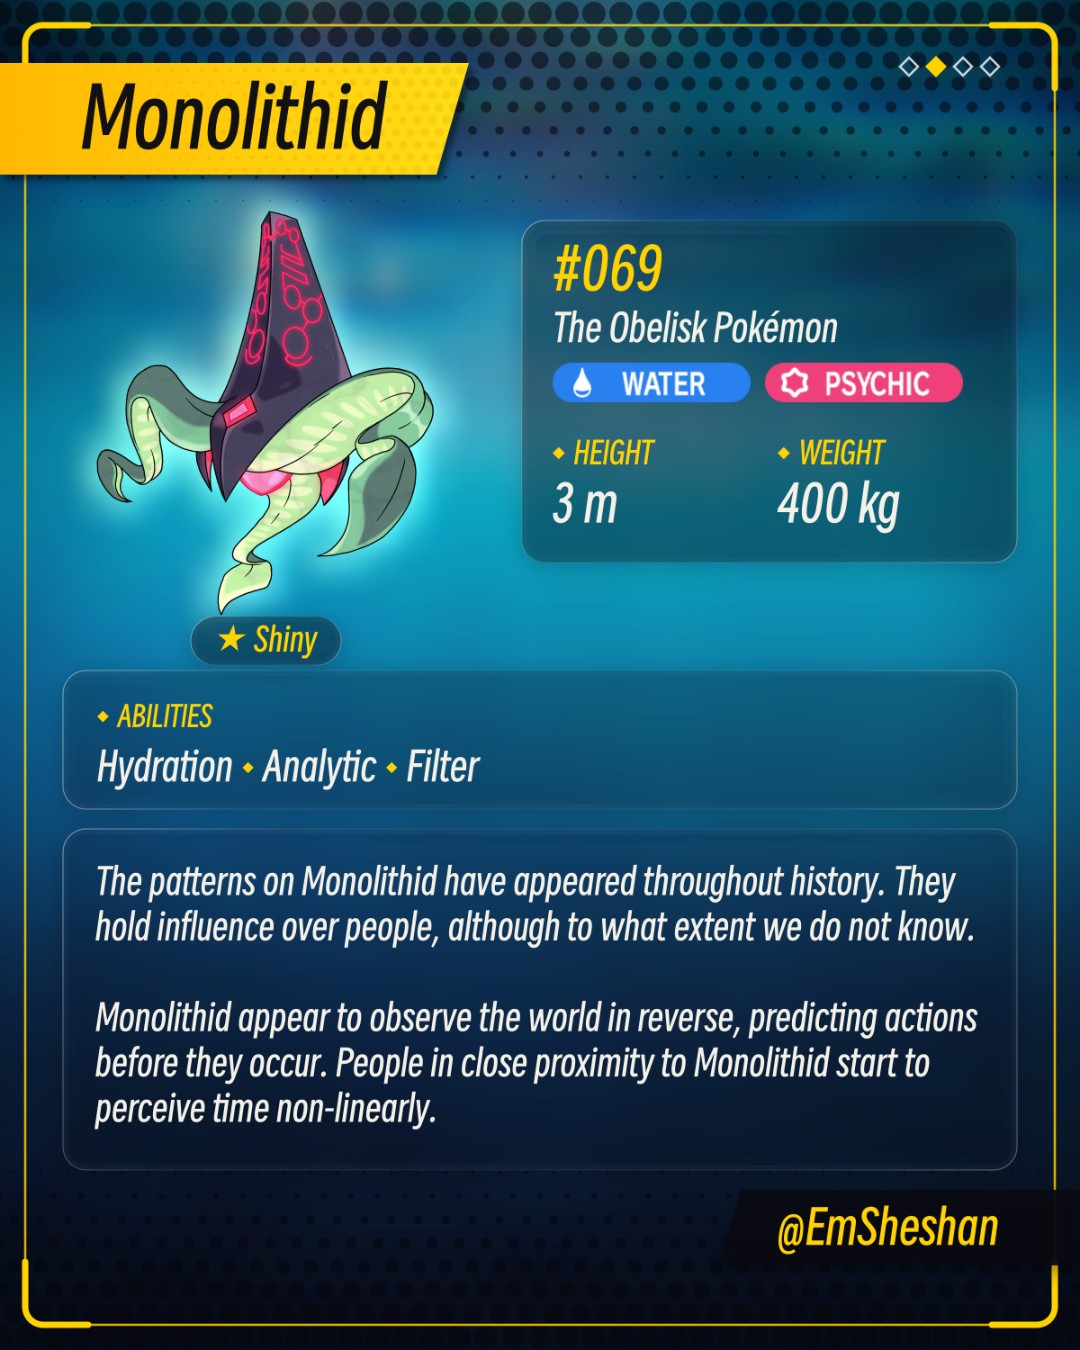 Monolithid
#069
The Obelisk Pokémon
WATER PSYCHIC
HEIGHT WEIGHT
3 m 400 kg
★ Shiny
ABILITIES
Hydration • Analytic • Filter
The patterns on Monolithid have appeared throughout history. They
hold influence over people, although to what extent we do not know.
Monolithid appear to observe the world in reverse, predicting actions
before they occur. People in close proximity to Monolithid start to
perceive time non-linearly.
@EmSheshan